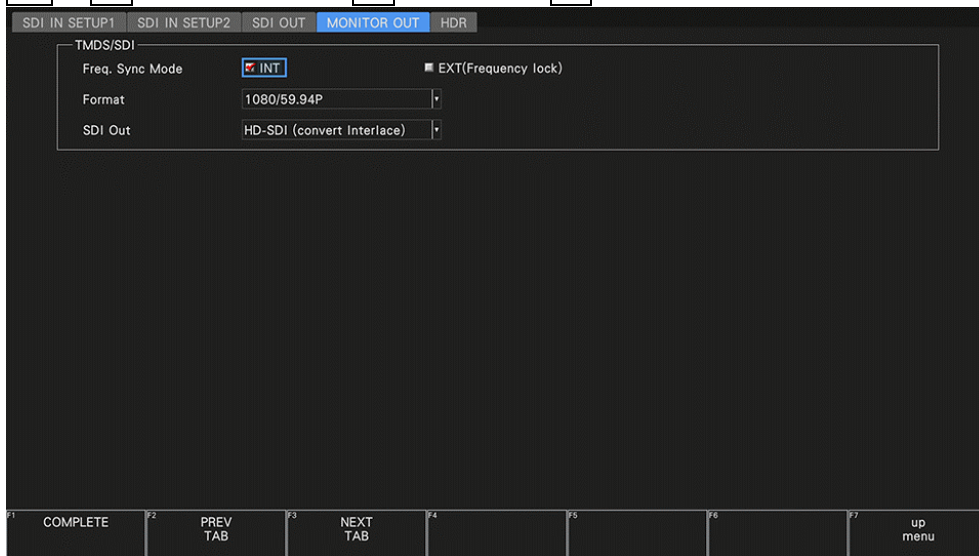 SDI IN SETUP1 SDI IN SETUP2 SDI OUT MONITOR OUT HDR
TMDS/SDI
Freq. Sync Mode INT EXT(Frequency lock)
Format 1080/59.94P
SDI Out HD-SDI (convert Interlace)
F1 COMPLETE F2 PREV TAB F3 NEXT TAB F4 F5 F6 F7 up menu